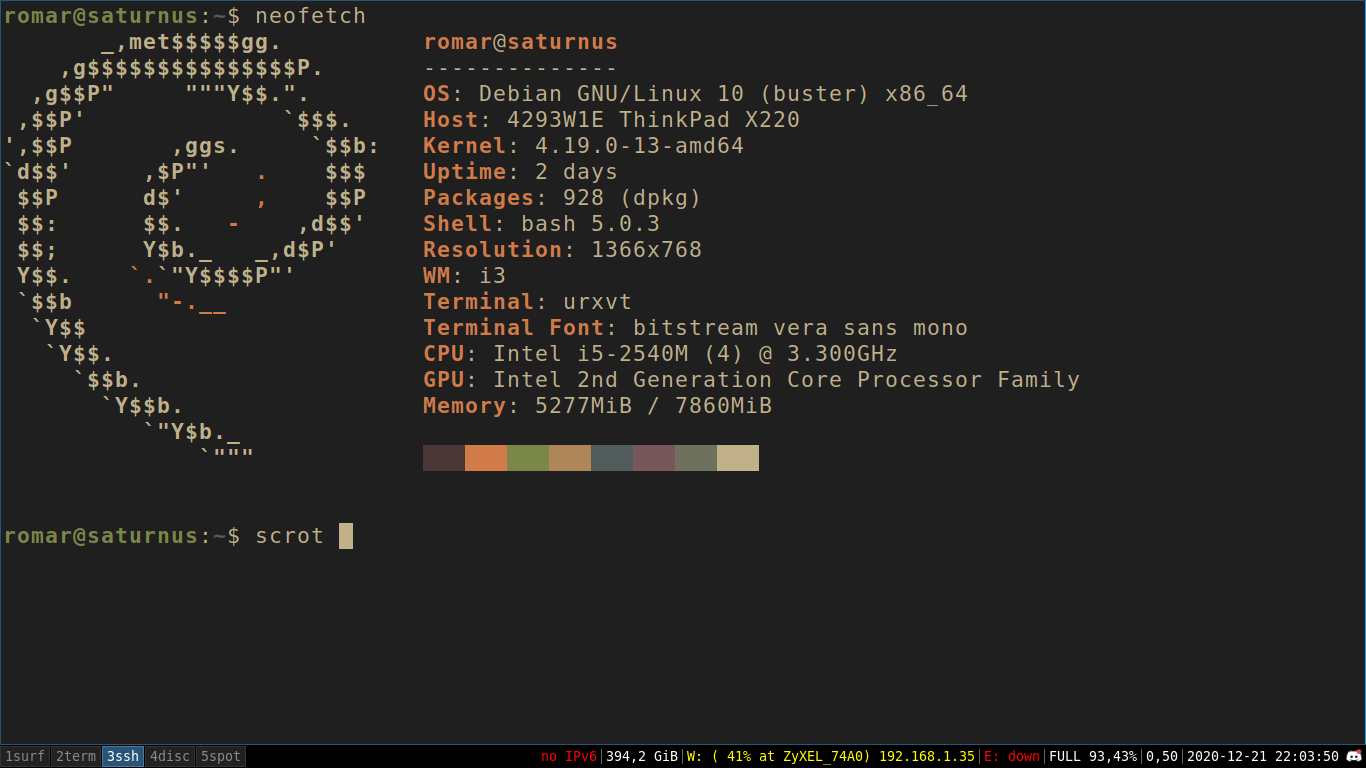 romar@saturnus:~$ neofetch
       _,met$$$$$gg.          romar@saturnus
    ,g$$$$$$$$$$$$$$$P.       --------------
  ,g$$P"     """Y$$.".        OS: Debian GNU/Linux 10 (buster) x86_64
 ,$$P'              `$$$.     Host: 4293W1E ThinkPad X220
',$$P       ,ggs.     `$$b:   Kernel: 4.19.0-13-amd64
`d$$'     ,$P"'   .    $$$    Uptime: 2 days
 $$P      d$'     ,    $$P    Packages: 928 (dpkg)
 $$:      $$.   -    ,d$$'    Shell: bash 5.0.3
 $$;      Y$b._   _,d$P'      Resolution: 1366x768
 Y$$.    `.`"Y$$$$P"'         WM: i3
 `$$b      "-.__              Terminal: urxvt
  `Y$$                        Terminal Font: bitstream vera sans mono
   `Y$$.                      CPU: Intel i5-2540M (4) @ 3.300GHz
     `$$b.                    GPU: Intel 2nd Generation Core Processor Family
       `Y$$b.                 Memory: 5277MiB / 7860MiB
          `"Y$b._
              `"""
romar@saturnus:~$ scrot
1surf 2term 3ssh 4disc 5spot no IPv6|394,2 GiB|W: ( 41% at ZyXEL_74A0) 192.168.1.35|E: down|FULL 93,43%|0,50|2020-12-21 22:03:50